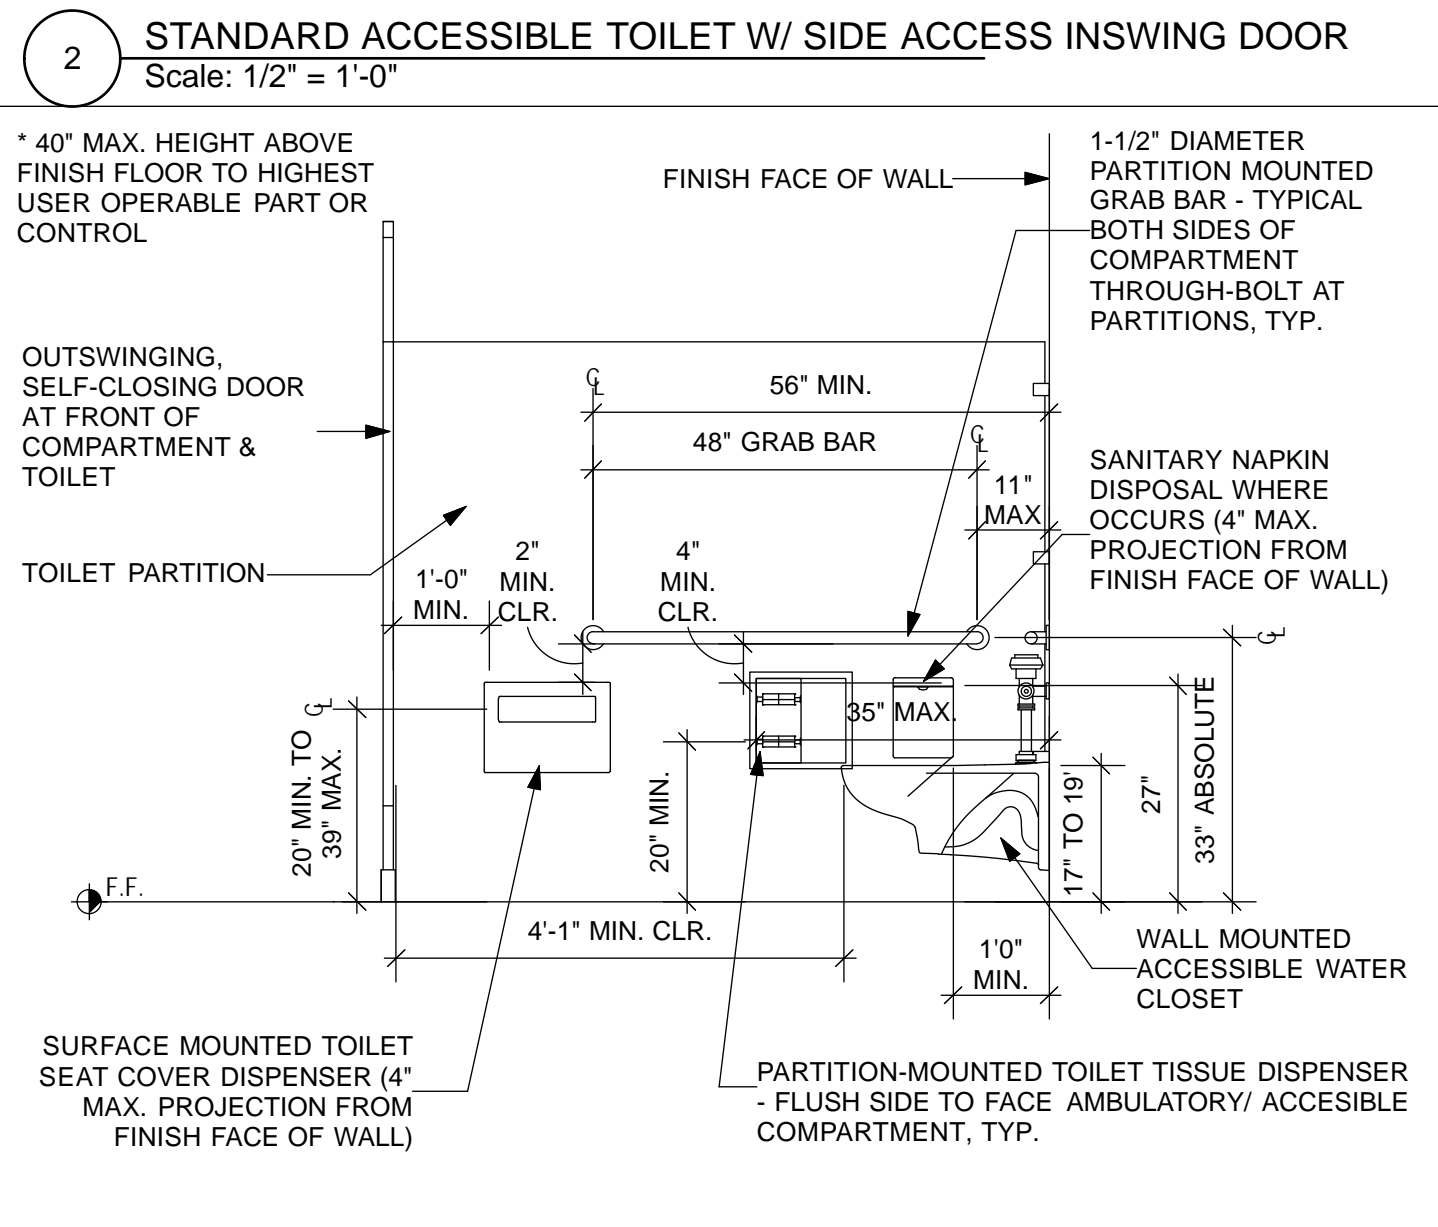 2
STANDARD ACCESSIBLE TOILET W/ SIDE ACCESS INSWING DOOR
Scale: 1/2" = 1'-0"
* 40" MAX. HEIGHT ABOVE
FINISH FLOOR TO HIGHEST
USER OPERABLE PART OR
CONTROL
FINISH FACE OF WALL
1-1/2" DIAMETER
PARTITION MOUNTED
GRAB BAR - TYPICAL
BOTH SIDES OF
COMPARTMENT
THROUGH-BOLT AT
PARTITIONS, TYP.
OUTSWINGING,
SELF-CLOSING DOOR
AT FRONT OF
COMPARTMENT &
TOILET
CL
56" MIN.
48" GRAB BAR
CL
11"
MAX
SANITARY NAPKIN
DISPOSAL WHERE
OCCURS (4" MAX.
PROJECTION FROM
FINISH FACE OF WALL)
TOILET PARTITION
1'-0"
MIN.
2"
MIN.
CLR.
4"
MIN.
CLR.
CL
CL
20" MIN. TO
39" MAX.
35" MAX.
20" MIN.
17" TO 19'
27"
33" ABSOLUTE
F.F.
4'-1" MIN. CLR.
1'0"
MIN.
WALL MOUNTED
ACCESSIBLE WATER
CLOSET
SURFACE MOUNTED TOILET
SEAT COVER DISPENSER (4"
MAX. PROJECTION FROM
FINISH FACE OF WALL)
PARTITION-MOUNTED TOILET TISSUE DISPENSER
- FLUSH SIDE TO FACE AMBULATORY/ ACCESIBLE
COMPARTMENT, TYP.